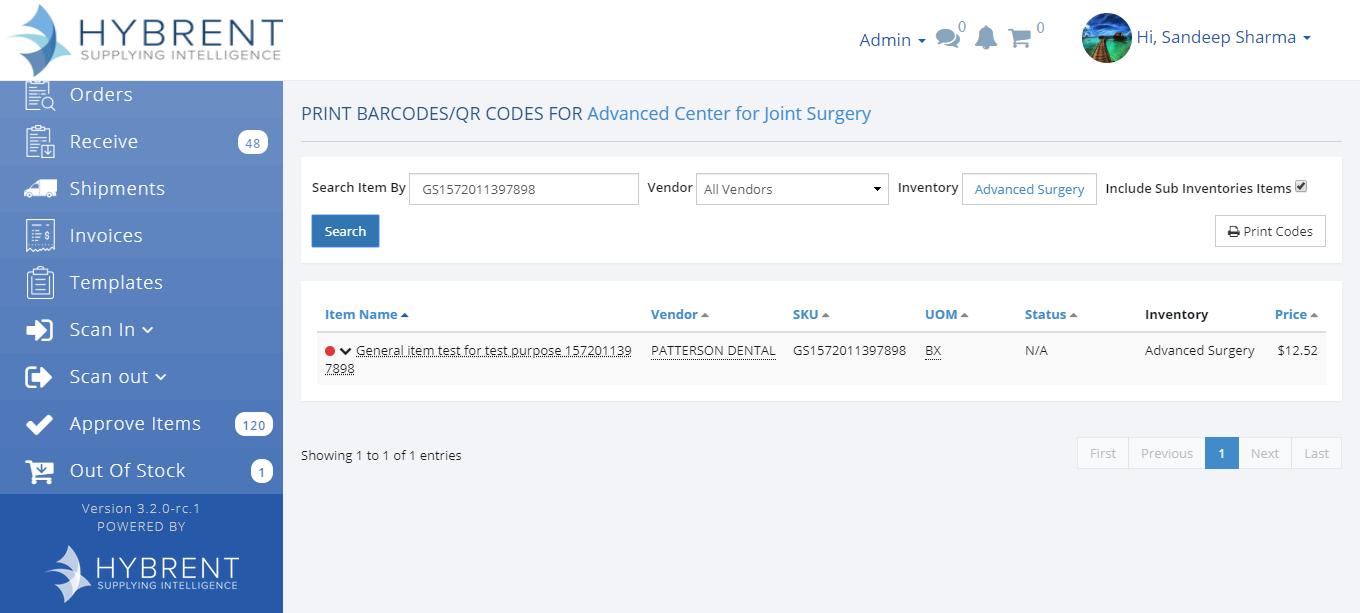 HYBRENT
SUPPLYING INTELLIGENCE
Admin 0 0 Hi, Sandeep Sharma
Orders
Receive 48
Shipments
Invoices
Templates
Scan In
Scan out
Approve Items 120
Out Of Stock 1
Version 3.2.0-rc.1
POWERED BY
HYBRENT
SUPPLYING INTELLIGENCE
PRINT BARCODES/QR CODES FOR Advanced Center for Joint Surgery
Search Item By GS1572011397898 Vendor All Vendors Inventory Advanced Surgery Include Sub Inventories Items
Search Print Codes
Item Name Vendor SKU UOM Status Inventory Price
General item test for test purpose 157201139 PATTERSON DENTAL GS1572011397898 BX N/A Advanced Surgery $12.52
7898
Showing 1 to 1 of 1 entries First Previous 1 Next Last